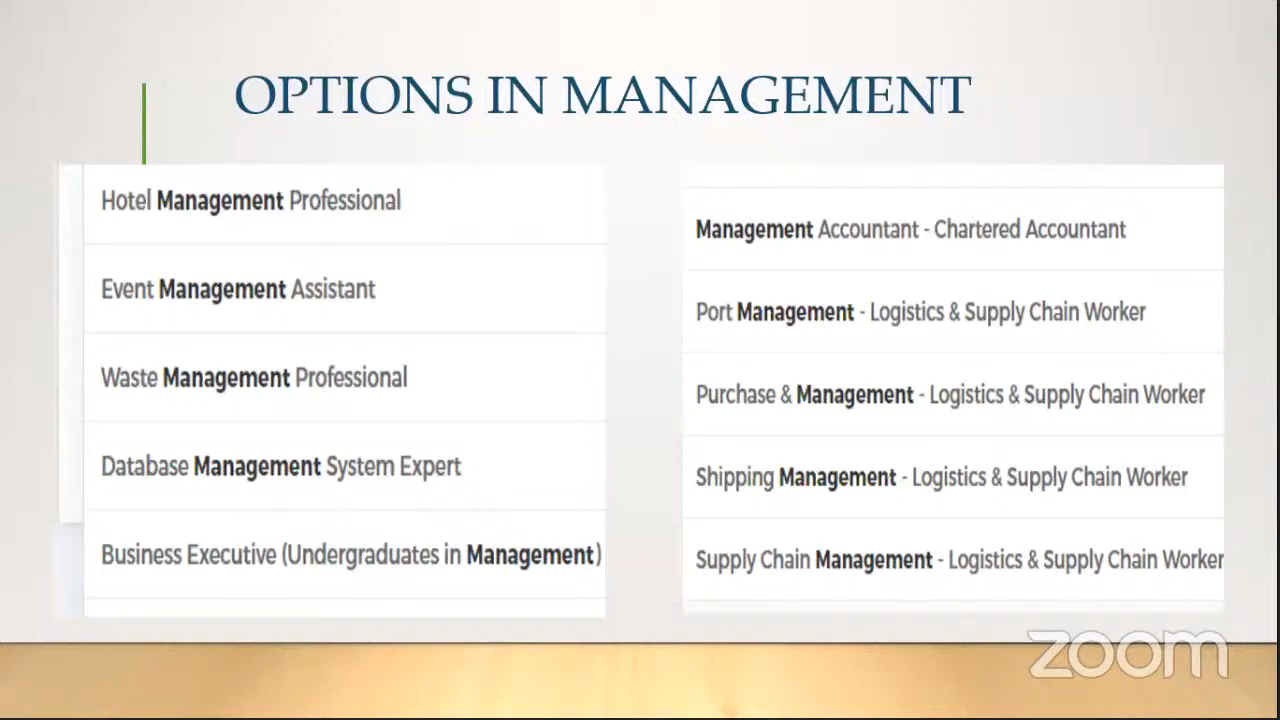 OPTIONS IN MANAGEMENT
Hotel Management Professional
Event Management Assistant
Waste Management Professional
Database Management System Expert
Business Executive (Undergraduates in Management)
Management Accountant - Chartered Accountant
Port Management - Logistics & Supply Chain Worker
Purchase & Management - Logistics & Supply Chain Worker
Shipping Management - Logistics & Supply Chain Worker
Supply Chain Management - Logistics & Supply Chain Worker
zoom